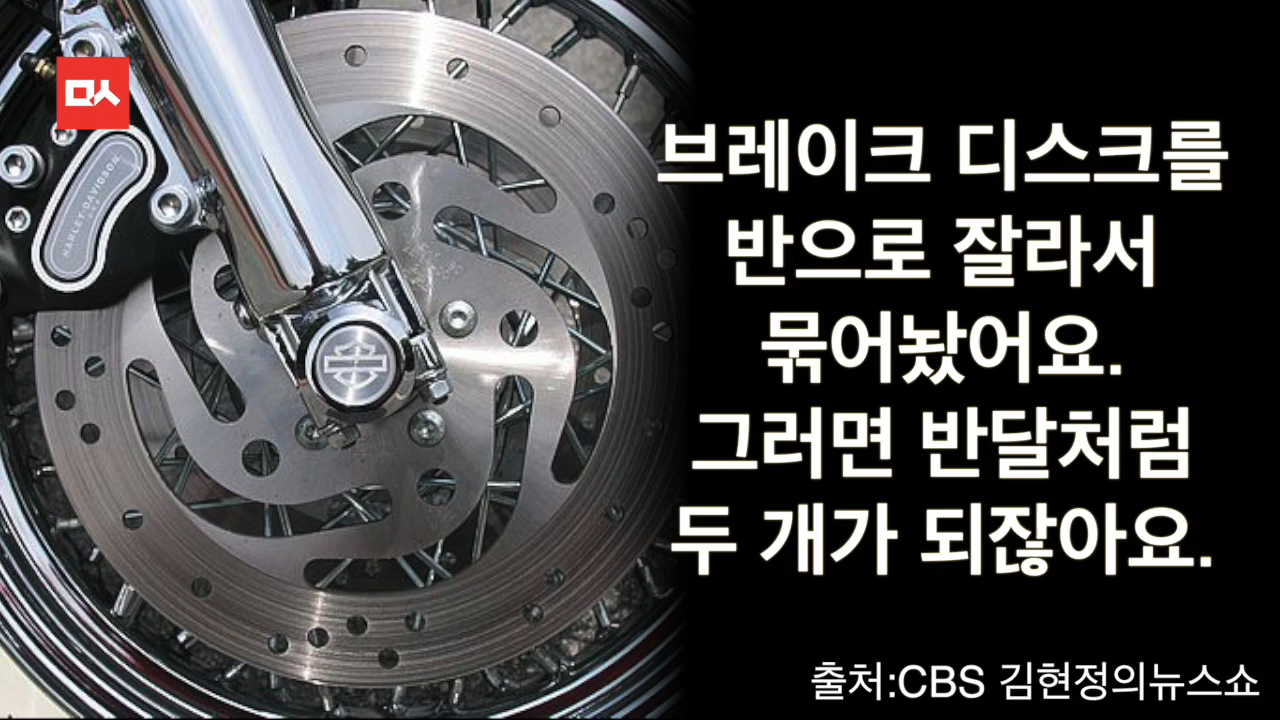 HARLEY-DAVIDSON
브레이크 디스크를
반으로 잘라서
묶어놨어요.
그러면 반달처럼
두 개가 되잖아요.
출처:CBS 김현정의뉴스쇼